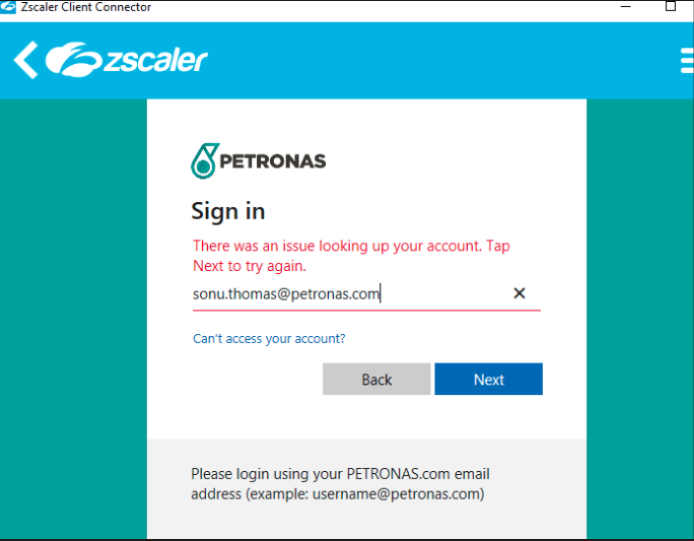 Zscaler Client Connector
zscaler
PETRONAS
Sign in
There was an issue looking up your account. Tap
Next to try again.
sonu.thomas@petronas.com
Can't access your account?
Back
Next
Please login using your PETRONAS.com email
address (example: username@petronas.com)